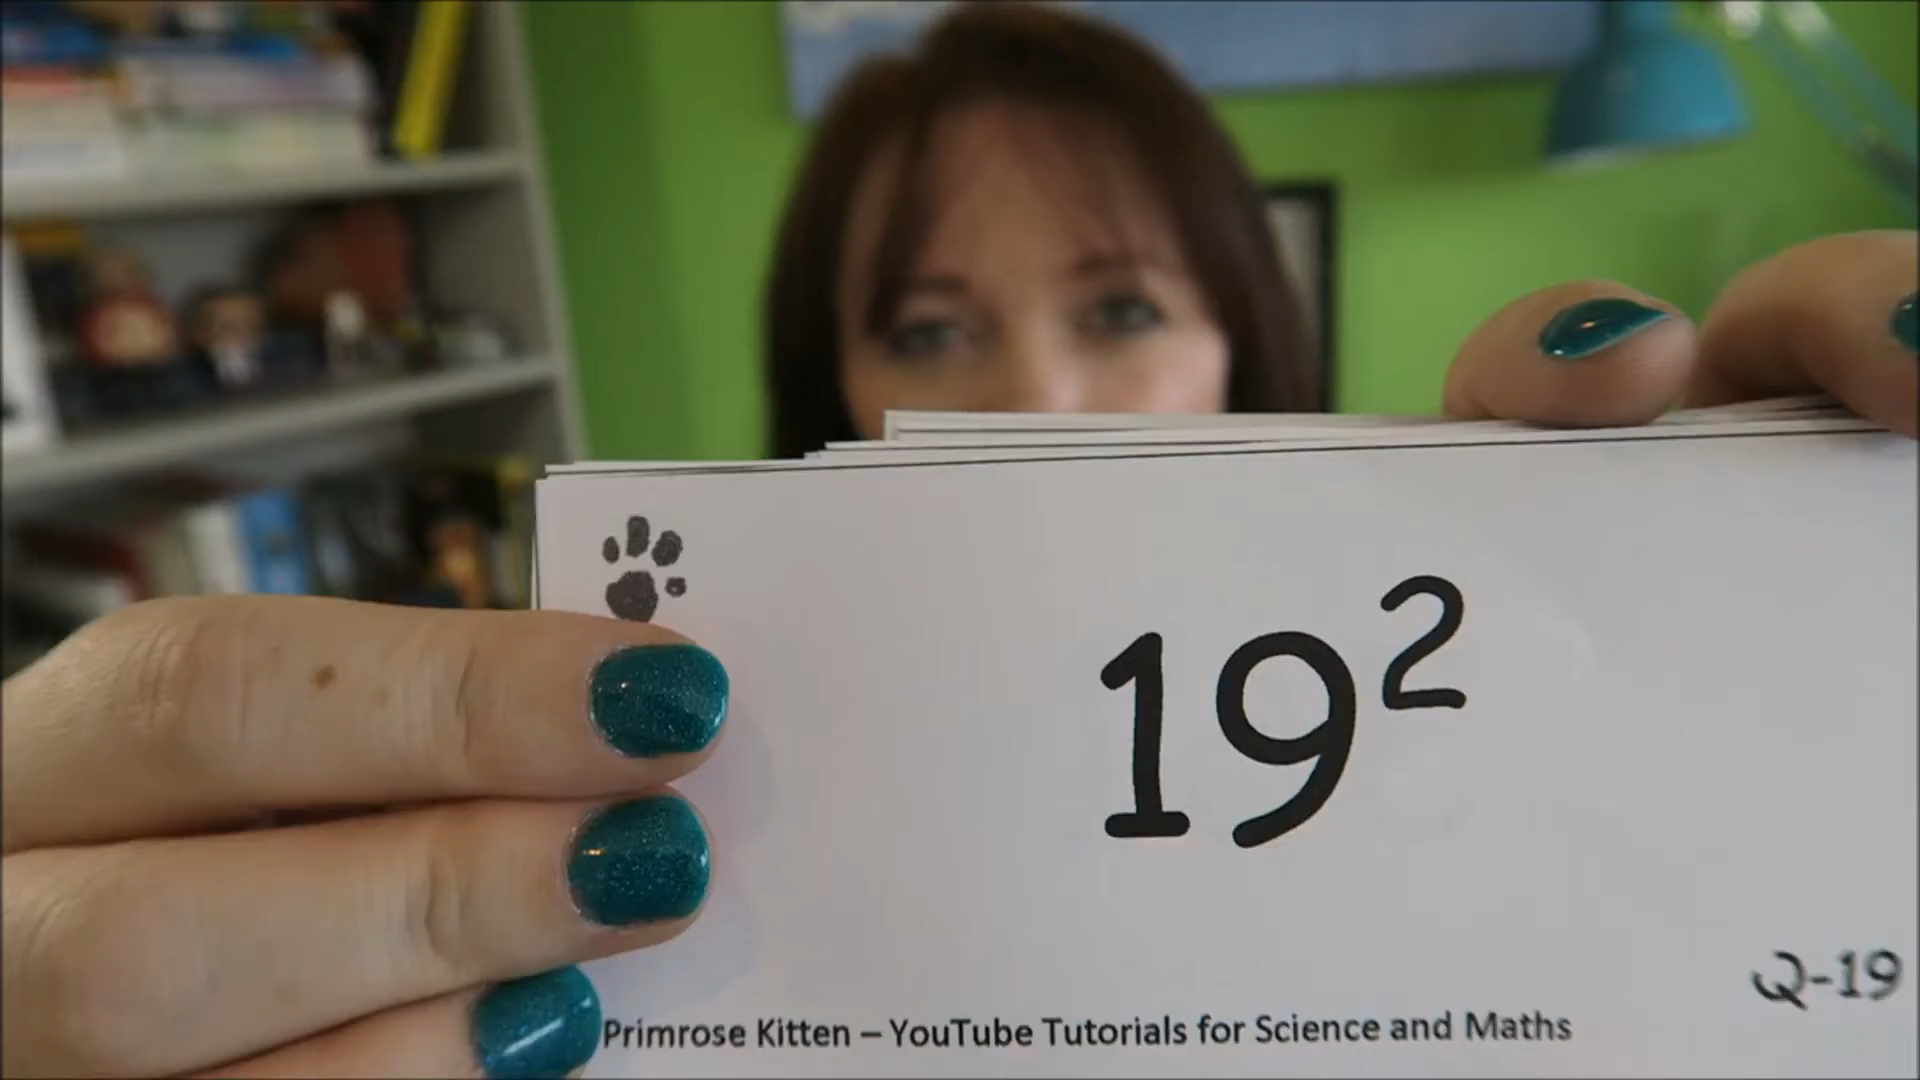 19²
Q-19
Primrose Kitten – YouTube Tutorials for Science and Maths